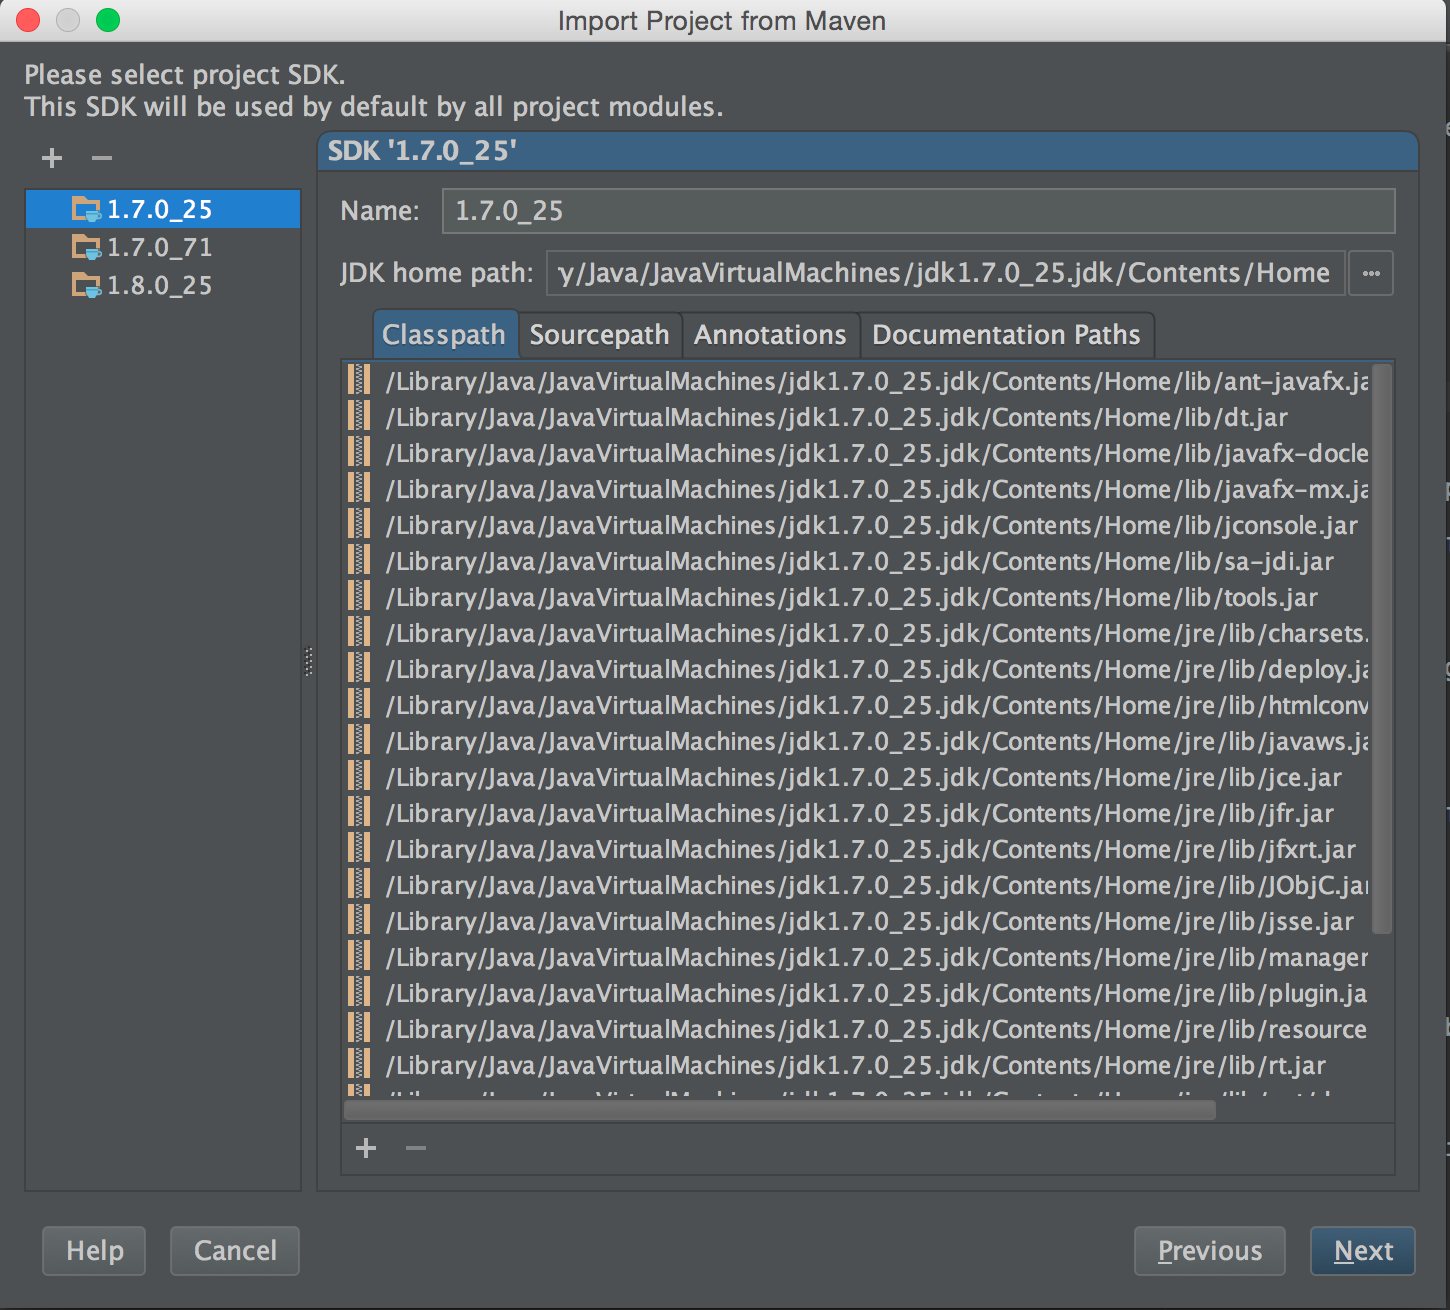 Import Project from Maven
Please select project SDK.
This SDK will be used by default by all project modules.
1.7.0_25
1.7.0_71
1.8.0_25
SDK '1.7.0_25'
Name: 1.7.0_25
JDK home path: y/Java/JavaVirtualMachines/jdk1.7.0_25.jdk/Contents/Home ...
Classpath Sourcepath Annotations Documentation Paths
/Library/Java/JavaVirtualMachines/jdk1.7.0_25.jdk/Contents/Home/lib/ant-javafx.ja
/Library/Java/JavaVirtualMachines/jdk1.7.0_25.jdk/Contents/Home/lib/dt.jar
/Library/Java/JavaVirtualMachines/jdk1.7.0_25.jdk/Contents/Home/lib/javafx-docle
/Library/Java/JavaVirtualMachines/jdk1.7.0_25.jdk/Contents/Home/lib/javafx-mx.ja
/Library/Java/JavaVirtualMachines/jdk1.7.0_25.jdk/Contents/Home/lib/jconsole.jar
/Library/Java/JavaVirtualMachines/jdk1.7.0_25.jdk/Contents/Home/lib/sa-jdi.jar
/Library/Java/JavaVirtualMachines/jdk1.7.0_25.jdk/Contents/Home/lib/tools.jar
/Library/Java/JavaVirtualMachines/jdk1.7.0_25.jdk/Contents/Home/jre/lib/charsets.
/Library/Java/JavaVirtualMachines/jdk1.7.0_25.jdk/Contents/Home/jre/lib/deploy.ja
/Library/Java/JavaVirtualMachines/jdk1.7.0_25.jdk/Contents/Home/jre/lib/htmlconv
/Library/Java/JavaVirtualMachines/jdk1.7.0_25.jdk/Contents/Home/jre/lib/javaws.ja
/Library/Java/JavaVirtualMachines/jdk1.7.0_25.jdk/Contents/Home/jre/lib/jce.jar
/Library/Java/JavaVirtualMachines/jdk1.7.0_25.jdk/Contents/Home/jre/lib/jfr.jar
/Library/Java/JavaVirtualMachines/jdk1.7.0_25.jdk/Contents/Home/jre/lib/jfxrt.jar
/Library/Java/JavaVirtualMachines/jdk1.7.0_25.jdk/Contents/Home/jre/lib/JObjC.jar
/Library/Java/JavaVirtualMachines/jdk1.7.0_25.jdk/Contents/Home/jre/lib/jsse.jar
/Library/Java/JavaVirtualMachines/jdk1.7.0_25.jdk/Contents/Home/jre/lib/manager
/Library/Java/JavaVirtualMachines/jdk1.7.0_25.jdk/Contents/Home/jre/lib/plugin.ja
/Library/Java/JavaVirtualMachines/jdk1.7.0_25.jdk/Contents/Home/jre/lib/resource
/Library/Java/JavaVirtualMachines/jdk1.7.0_25.jdk/Contents/Home/jre/lib/rt.jar
Help Cancel Previous Next